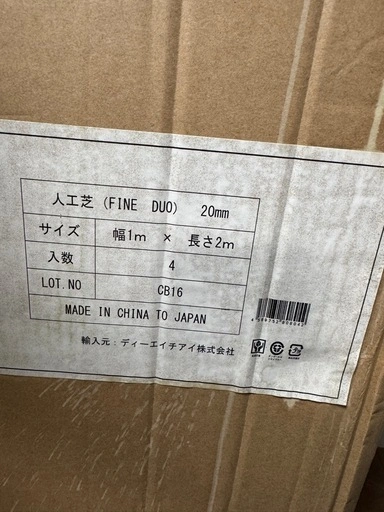 人工芝 (FINE DUO) 20mm
サイズ 幅1m × 長さ2m
入数 4
LOT.NO CB16
MADE IN CHINA TO JAPAN
輸入元：ディーエイチアイ株式会社